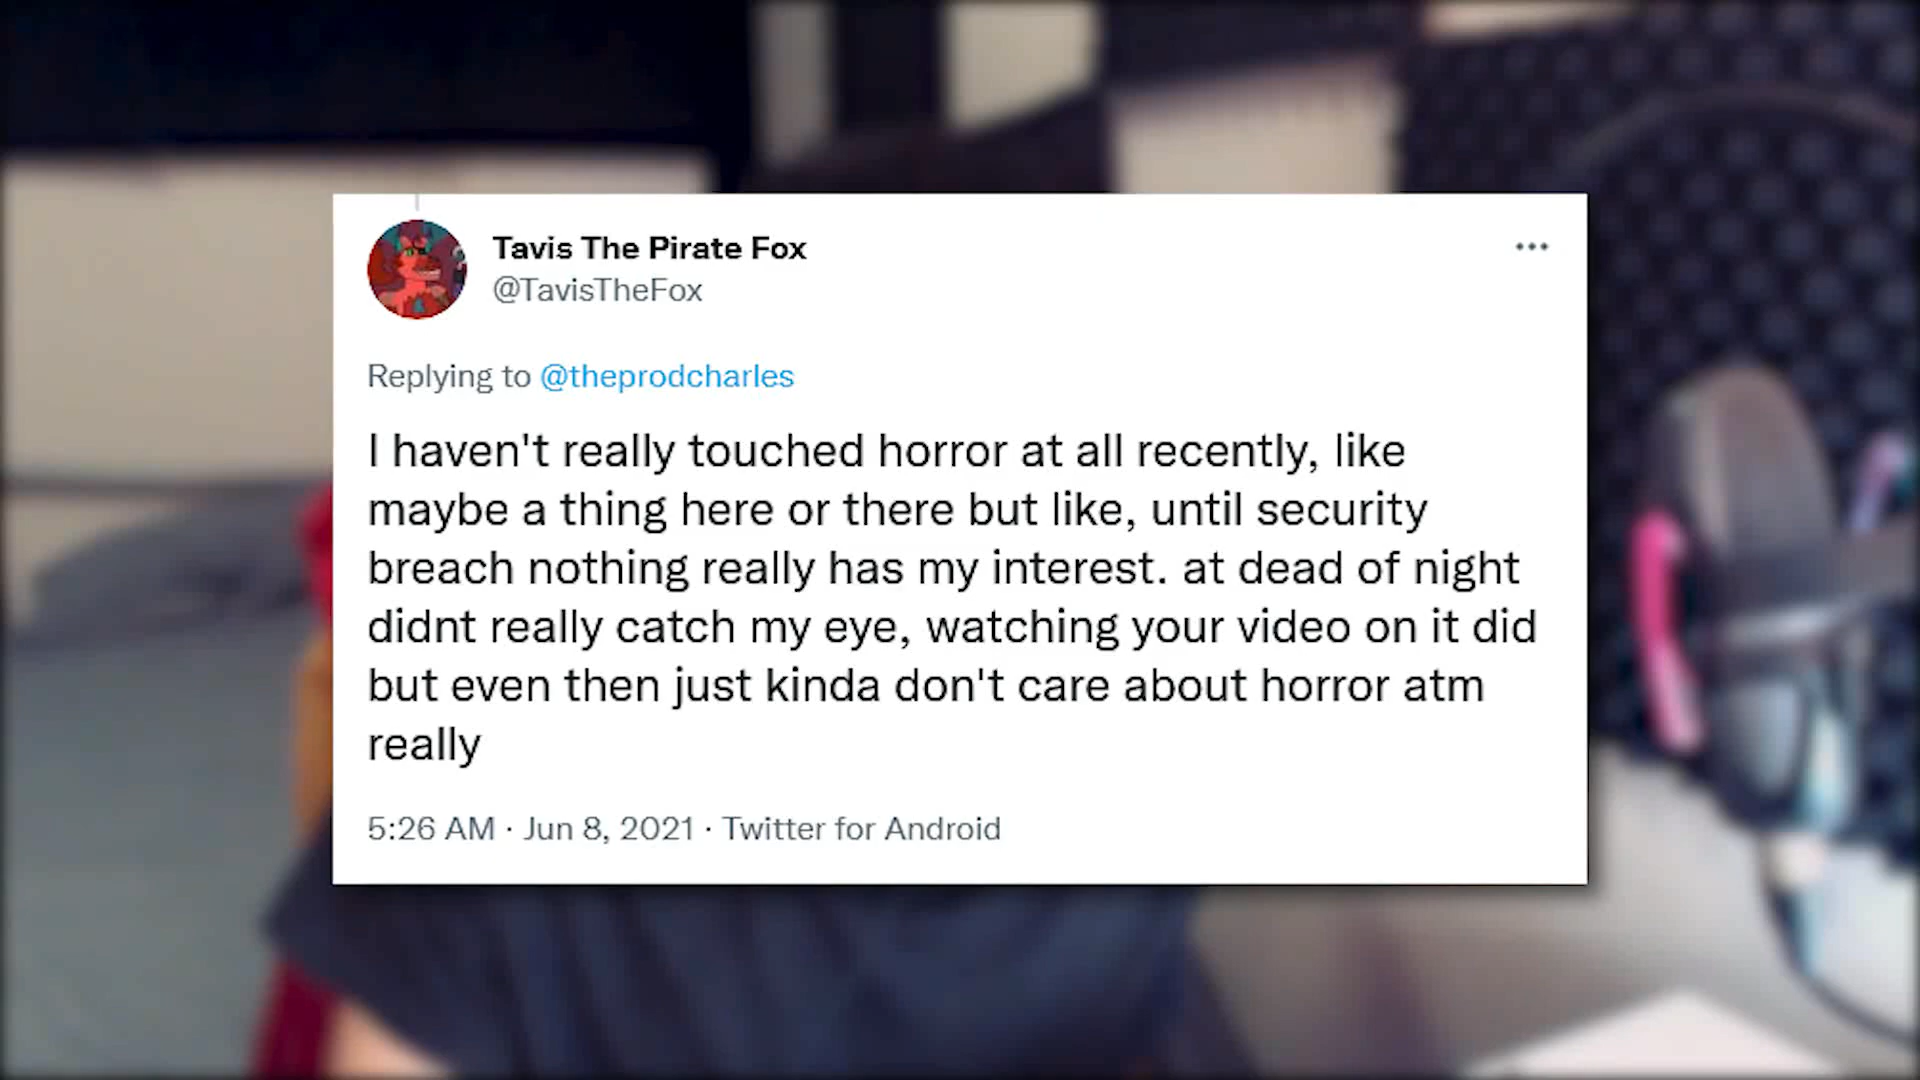 Tavis The Pirate Fox
@TavisTheFox
Replying to @theprodcharles
I haven't really touched horror at all recently, like
maybe a thing here or there but like, until security
breach nothing really has my interest. at dead of night
didnt really catch my eye, watching your video on it did
but even then just kinda don't care about horror atm
really
5:26 AM · Jun 8, 2021 · Twitter for Android